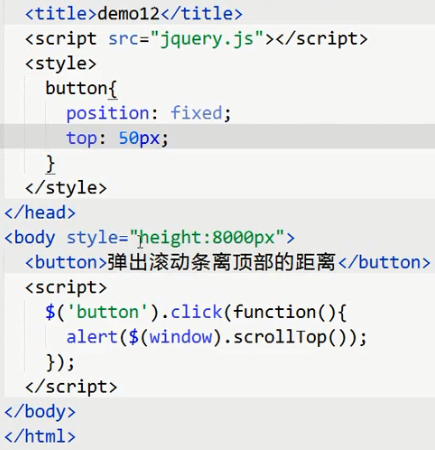 <title>demo12</title>
<script src="jquery.js"></script>
<style>
button{
position: fixed;
top: 50px;
}
</style>
</head>
<body style="height:8000px">
<button>弹出滚动条离顶部的距离</button>
<script>
$('button').click(function(){
alert($(window).scrollTop());
});
</script>
</body>
</html>